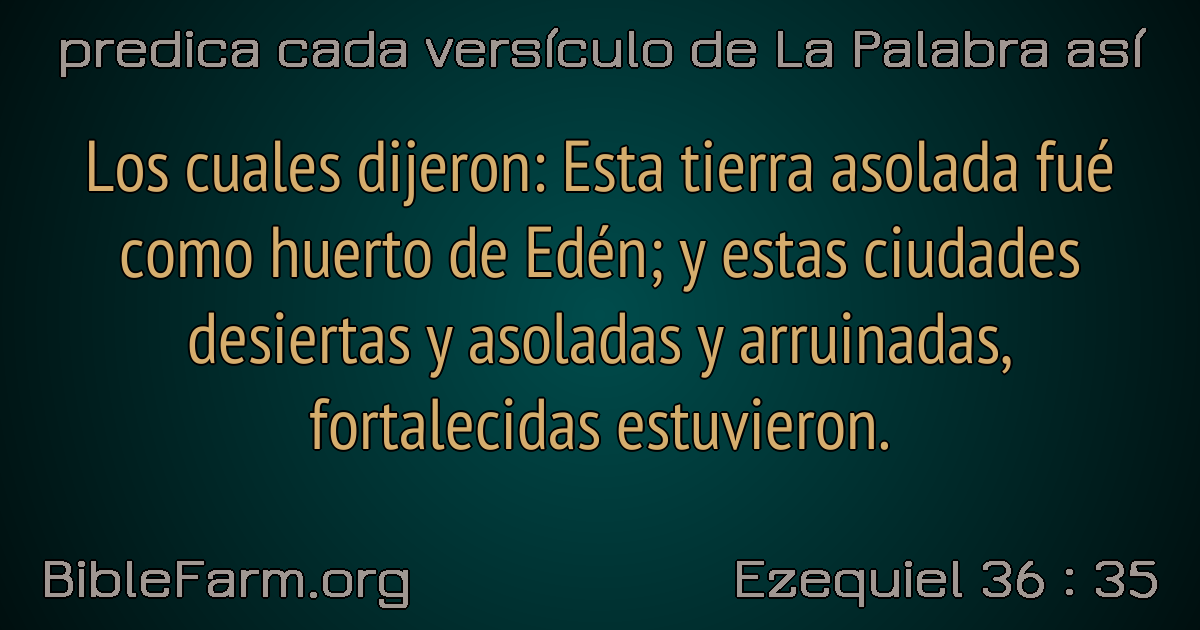 predica cada versículo de La Palabra así
Los cuales dijeron: Esta tierra asolada fué
como huerto de Edén; y estas ciudades
desiertas y asoladas y arruinadas,
fortalecidas estuvieron.
BibleFarm.org
Ezequiel 36 : 35